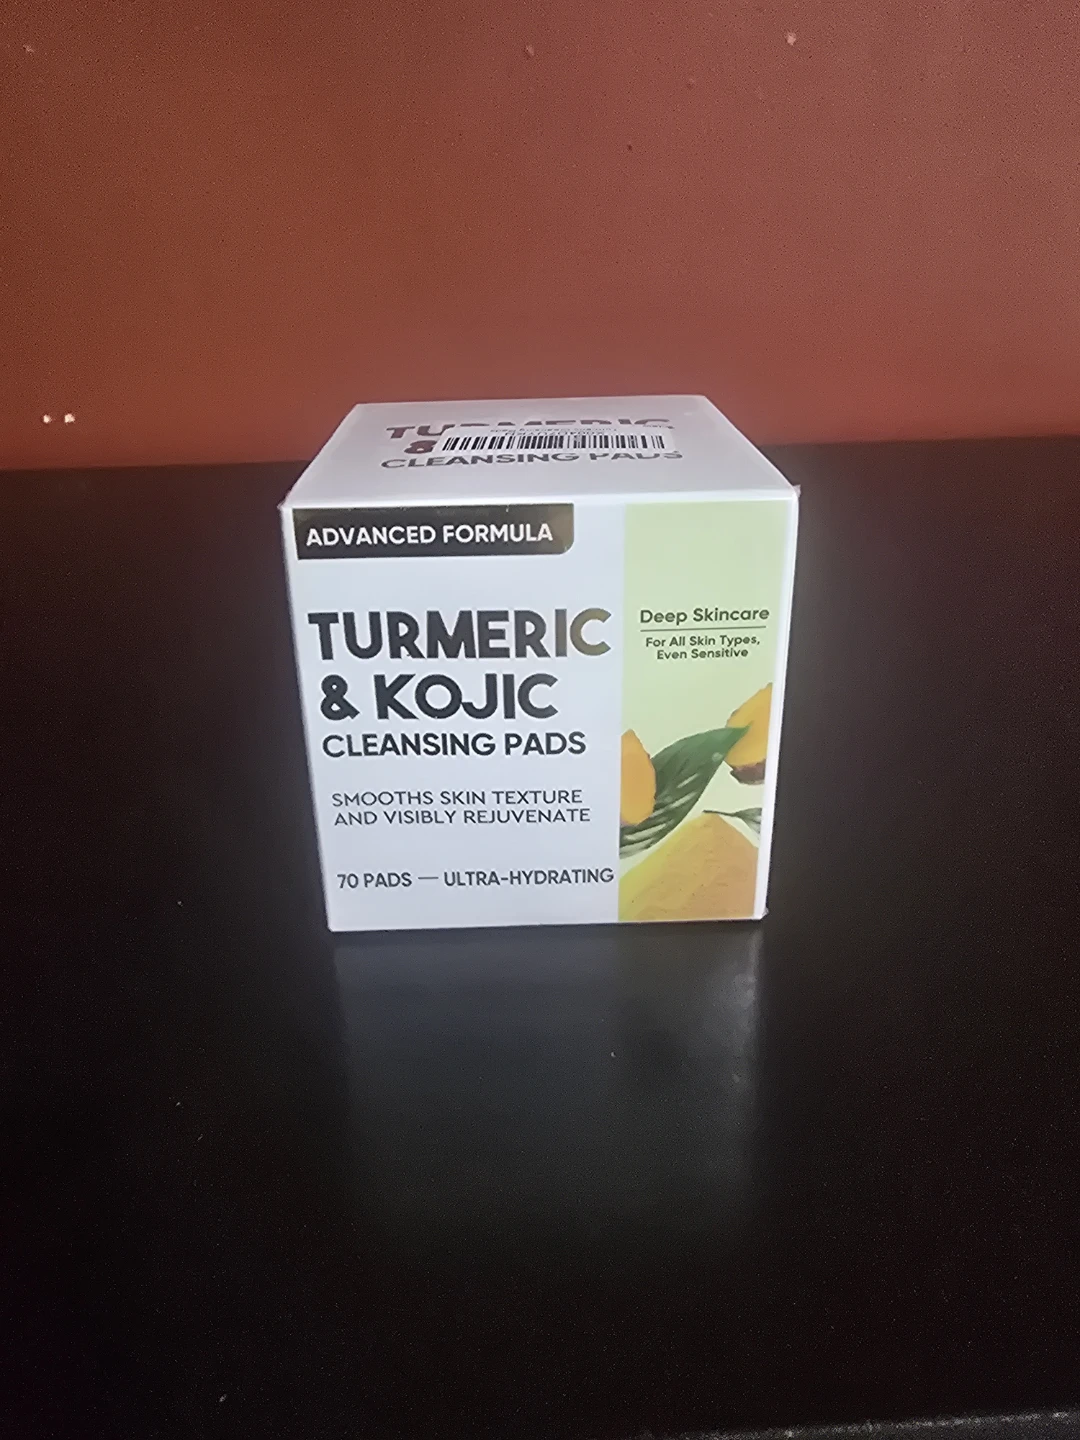 TURMERIC
&
CLEANSING PADS
ADVANCED FORMULA
TURMERIC
& KOJIC
CLEANSING PADS
SMOOTHS SKIN TEXTURE
AND VISIBLY REJUVENATE
70 PADS — ULTRA-HYDRATING
Deep Skincare
For All Skin Types,
Even Sensitive